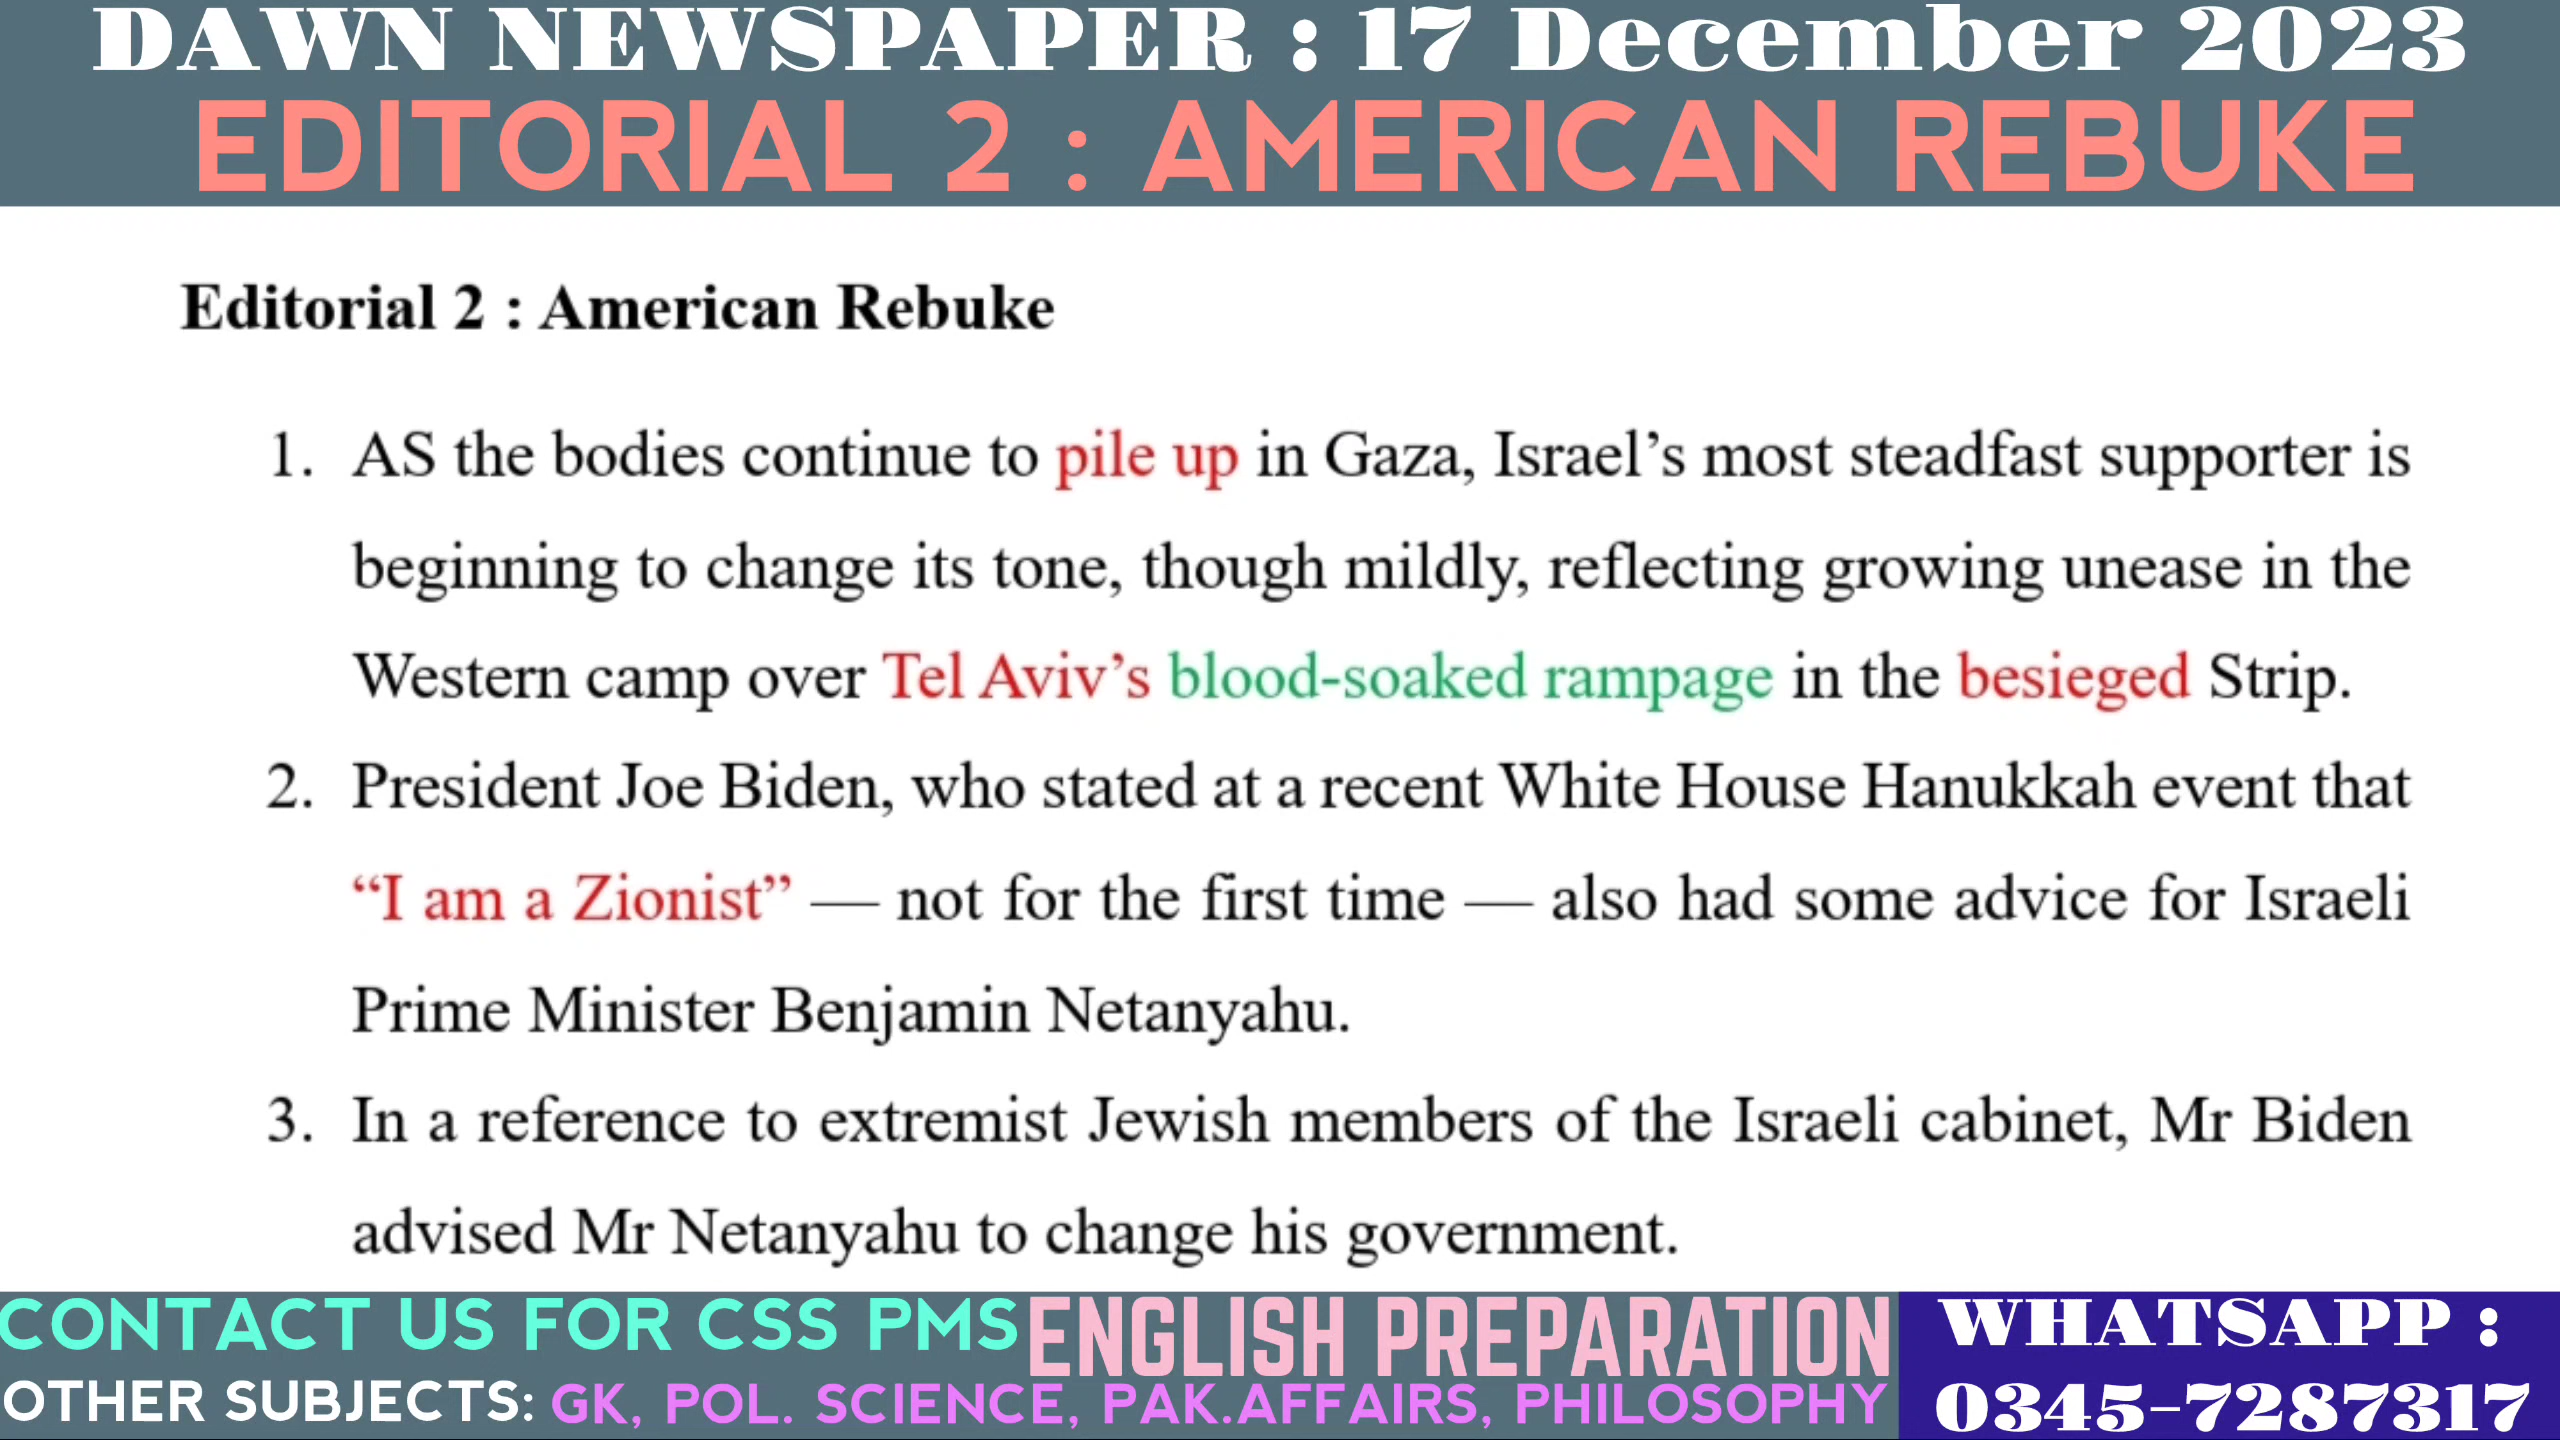 DAWN NEWSPAPER : 17 December 2023
EDITORIAL 2 : AMERICAN REBUKE
Editorial 2 : American Rebuke
1. AS the bodies continue to pile up in Gaza, Israel’s most steadfast supporter is
beginning to change its tone, though mildly, reflecting growing unease in the
Western camp over Tel Aviv’s blood-soaked rampage in the besieged Strip.
2. President Joe Biden, who stated at a recent White House Hanukkah event that
“I am a Zionist” — not for the first time — also had some advice for Israeli
Prime Minister Benjamin Netanyahu.
3. In a reference to extremist Jewish members of the Israeli cabinet, Mr Biden
advised Mr Netanyahu to change his government.
CONTACT US FOR CSS PMS ENGLISH PREPARATION
OTHER SUBJECTS: GK, POL. SCIENCE, PAK.AFFAIRS, PHILOSOPHY
WHATSAPP :
0345-7287317